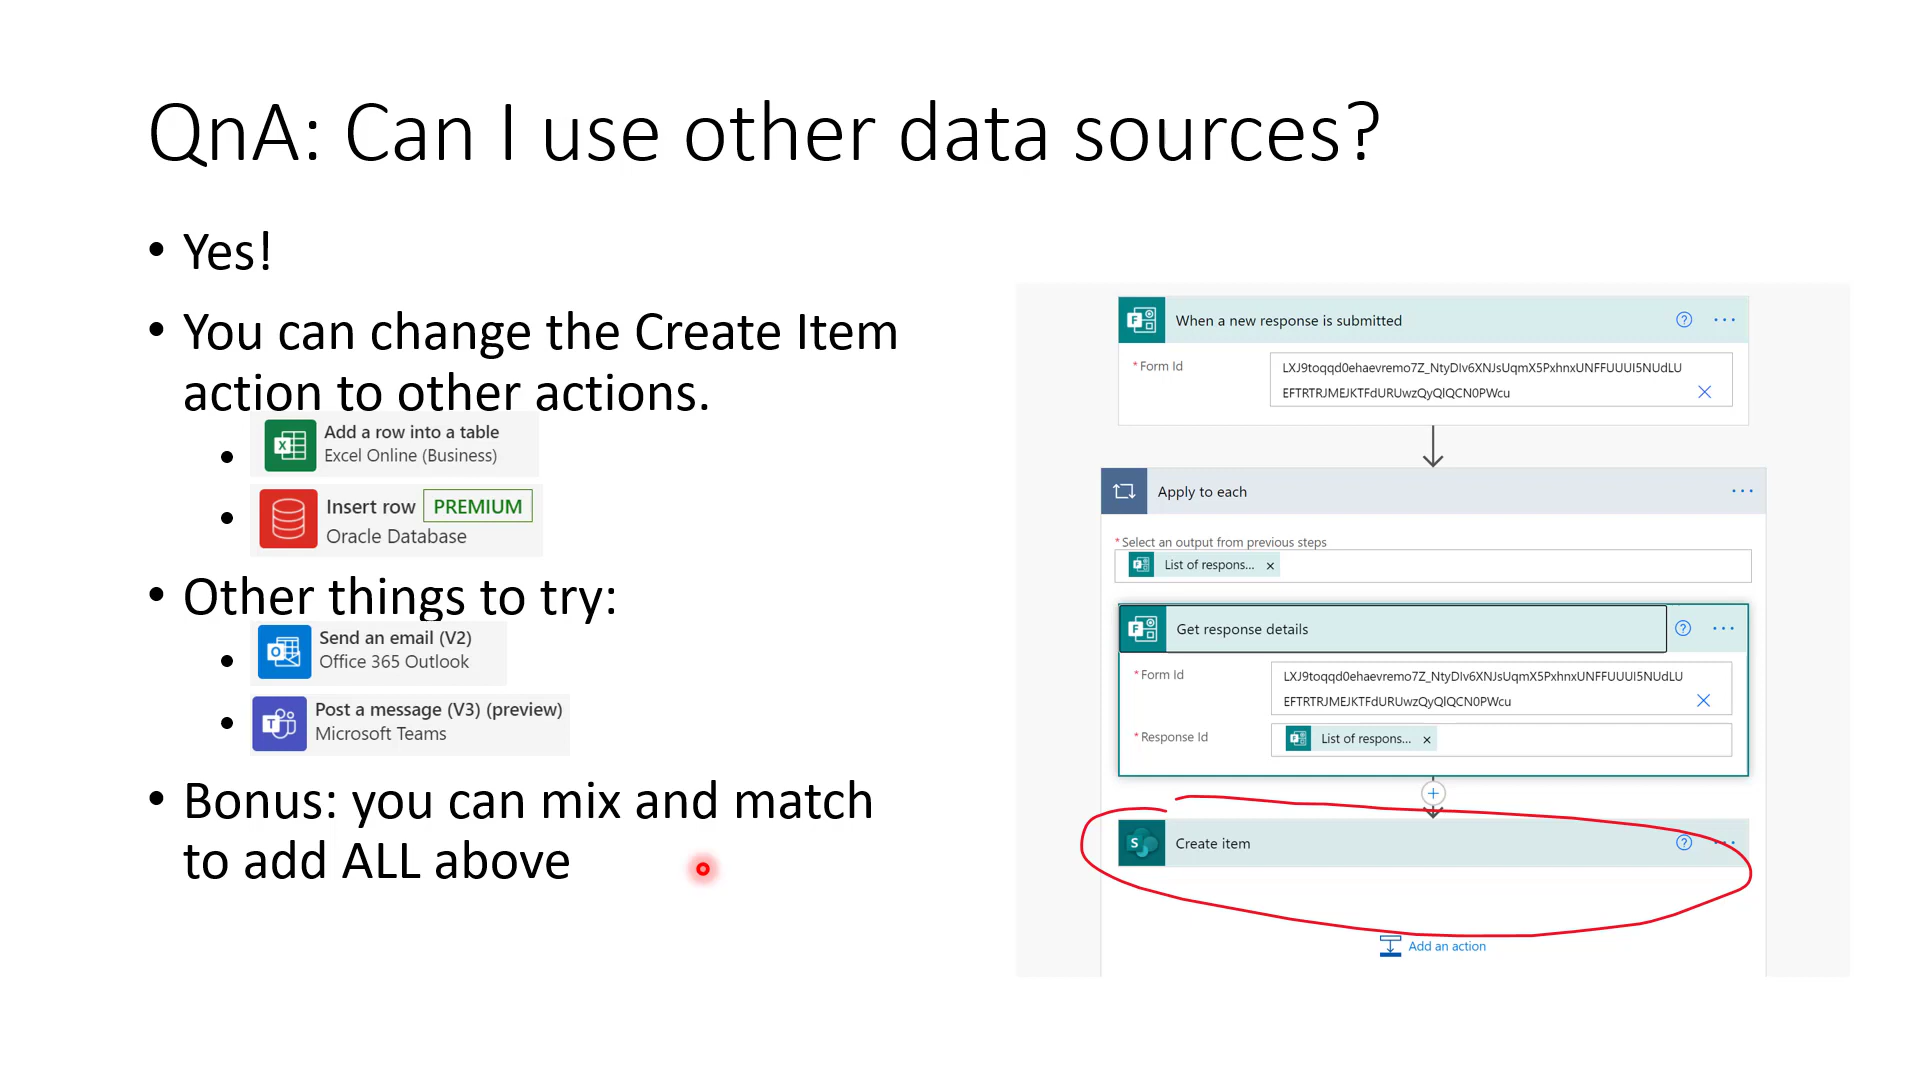 QnA: Can I use other data sources?
• Yes!
• You can change the Create Item
action to other actions.
• Add a row into a table
Excel Online (Business)
• Insert row PREMIUM
Oracle Database
• Other things to try:
• Send an email (V2)
Office 365 Outlook
• Post a message (V3) (preview)
Microsoft Teams
• Bonus: you can mix and match
to add ALL above
When a new response is submitted
* Form Id
LXJ9toqqd0ehaevremo7Z_NtyDIv6XNJsUqmX5PxhnxUNFFUUUI5NUdLU
EFTRTRJMEJKTFdURUwzQyQlQCN0PWcu
Apply to each
* Select an output from previous steps
List of respons... ×
Get response details
* Form Id
LXJ9toqqd0ehaevremo7Z_NtyDIv6XNJsUqmX5PxhnxUNFFUUUI5NUdLU
EFTRTRJMEJKTFdURUwzQyQlQCN0PWcu
* Response Id
List of respons... ×
Create item
Add an action